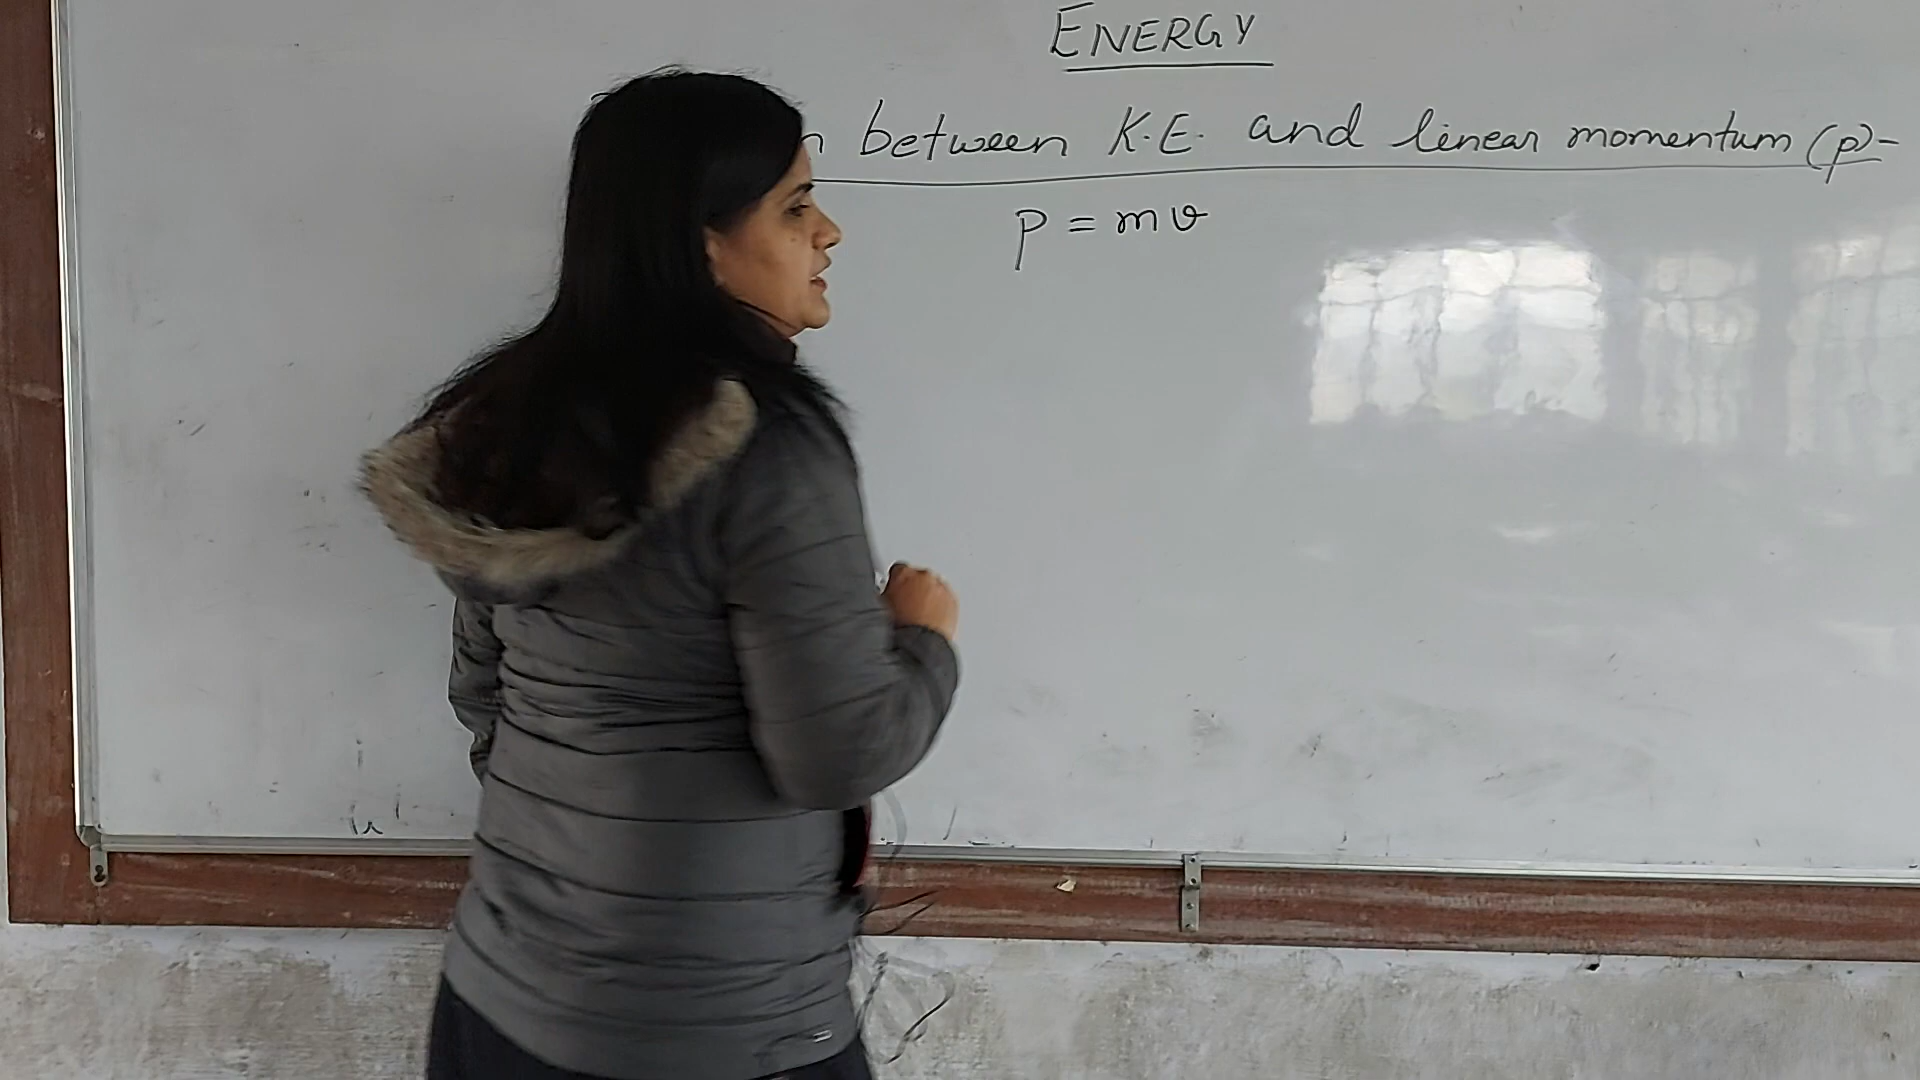 ENERGY
between K.E. and linear momentum (p)-
p = mv